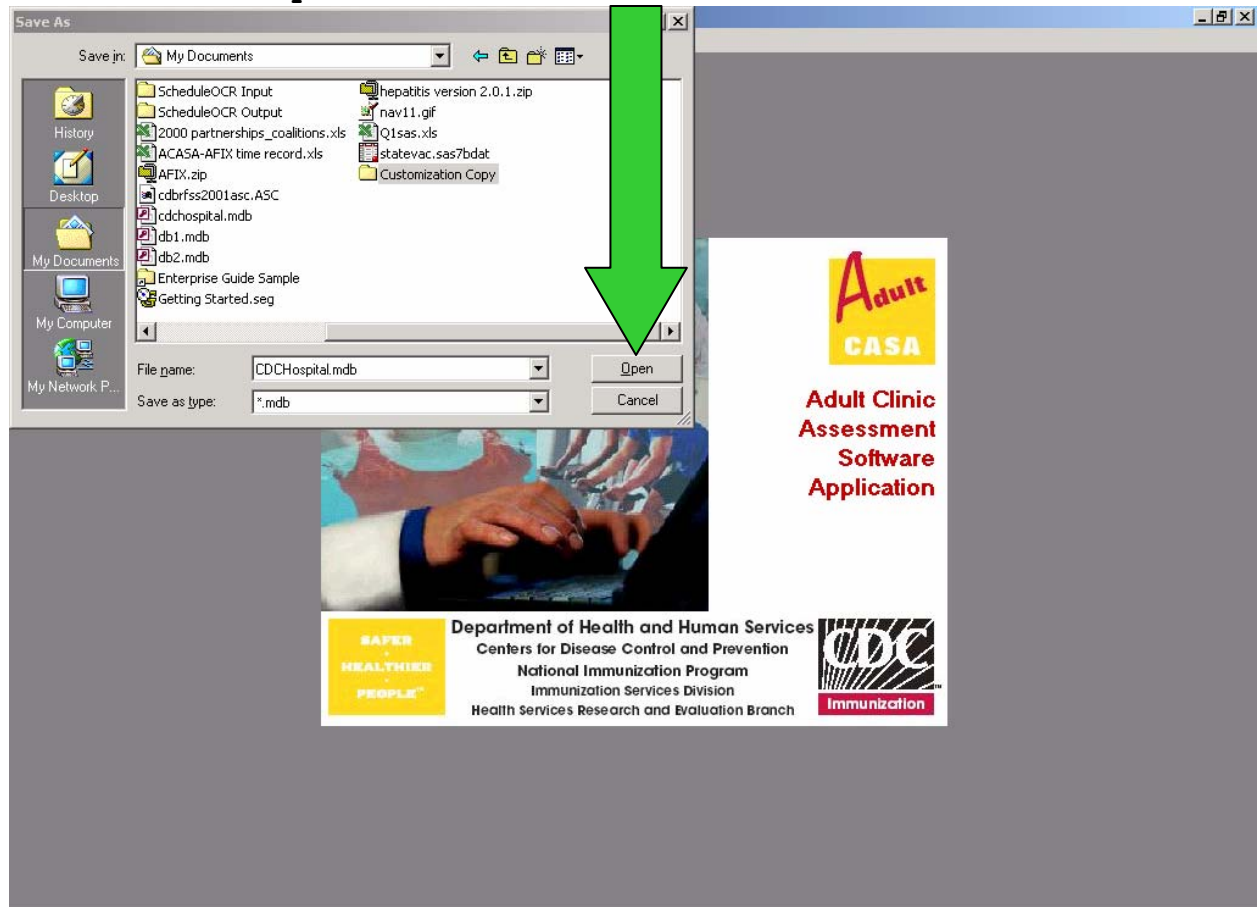 Save As
Save in:
My Documents
History
Desktop
My Documents
My Computer
My Network P...
ScheduleOCR Input
ScheduleOCR Output
2000 partnerships_coalitions.xls
ACASA-AFIX time record.xls
AFIX.zip
cdbrfss2001asc.ASC
cdchospital.mdb
db1.mdb
db2.mdb
Enterprise Guide Sample
Getting Started.seg
hepatitis version 2.0.1.zip
nav11.gif
Q1sas.xls
statevac.sas7bdat
Customization Copy
File name:
CDCHospital.mdb
Open
Save as type:
*.mdb
Cancel
Adult
CASA
Adult Clinic
Assessment
Software
Application
SAFER
HEALTHIER
PEOPLE™
Department of Health and Human Services
Centers for Disease Control and Prevention
National Immunization Program
Immunization Services Division
Health Services Research and Evaluation Branch
CDC
Immunization